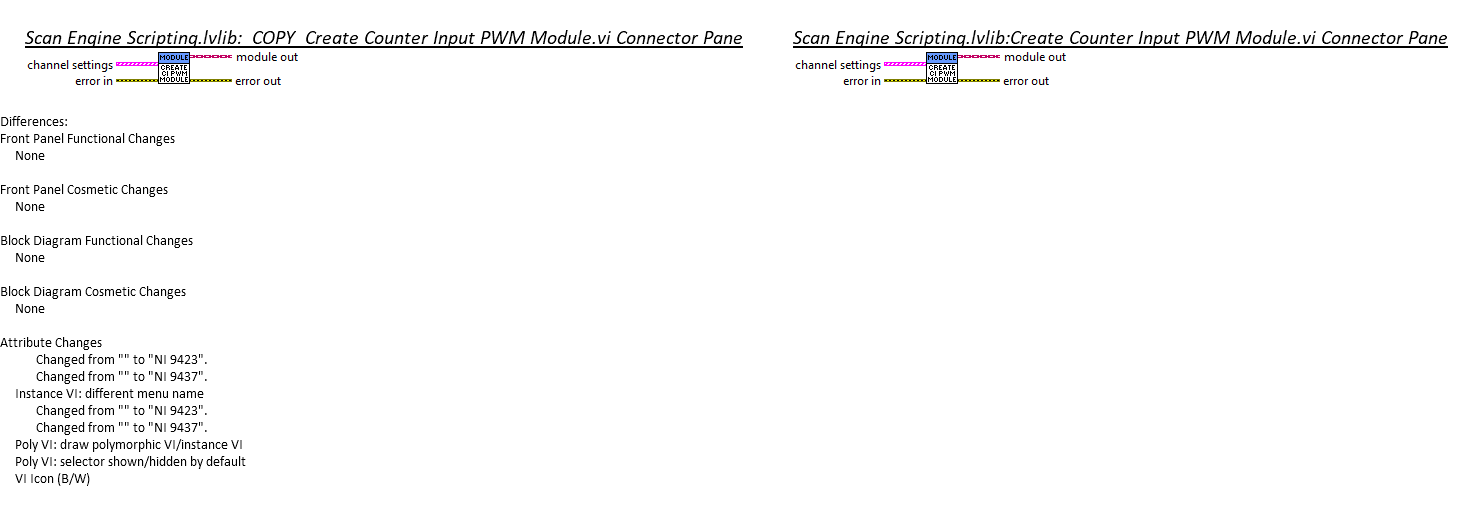 Scan Engine Scripting.lvlib:_COPY_Create Counter Input PWM Module.vi Connector Pane
MODULE
CREATE
CI PWM
MODULE
channel settings
error in
module out
error out
Scan Engine Scripting.lvlib:Create Counter Input PWM Module.vi Connector Pane
MODULE
CREATE
CI PWM
MODULE
channel settings
error in
module out
error out
Differences:
Front Panel Functional Changes
None
Front Panel Cosmetic Changes
None
Block Diagram Functional Changes
None
Block Diagram Cosmetic Changes
None
Attribute Changes
Changed from "" to "NI 9423".
Changed from "" to "NI 9437".
Instance VI: different menu name
Changed from "" to "NI 9423".
Changed from "" to "NI 9437".
Poly VI: draw polymorphic VI/instance VI
Poly VI: selector shown/hidden by default
VI Icon (B/W)